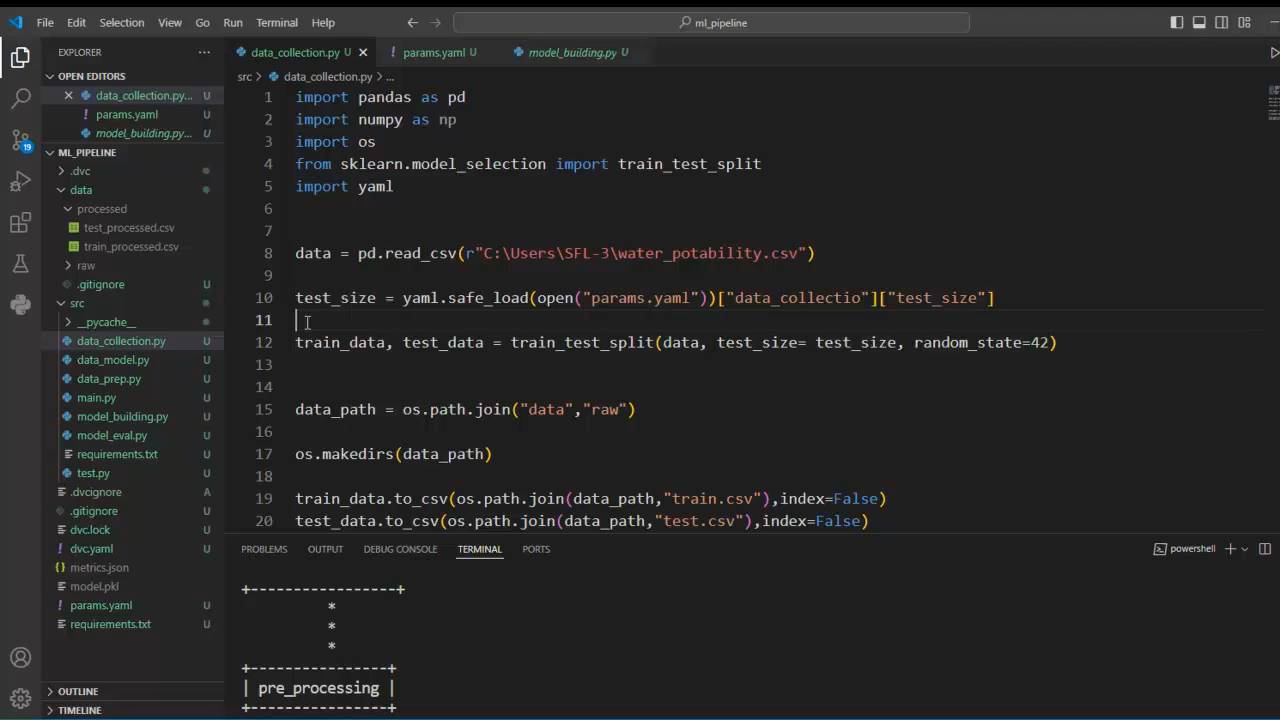 File Edit Selection View Go Run Terminal Help
ml_pipeline
EXPLORER
OPEN EDITORS
data_collection.py... U
params.yaml U
model_building.py... U
19
ML_PIPELINE
.dvc
data
processed
test_processed.csv
train_processed.csv
raw
.gitignore U
src
__pycache__
data_collection.py U
data_model.py U
data_prep.py U
main.py U
model_building.py U
model_eval.py U
requirements.txt U
test.py U
.dvcignore A
.gitignore U
dvc.lock U
dvc.yaml U
metrics.json
model.pkl
params.yaml U
requirements.txt U
OUTLINE
TIMELINE
data_collection.py U
params.yaml U
model_building.py U
src > data_collection.py > ...
1 import pandas as pd
2 import numpy as np
3 import os
4 from sklearn.model_selection import train_test_split
5 import yaml
6
7
8 data = pd.read_csv(r"C:\Users\SFL-3\water_potability.csv")
9
10 test_size = yaml.safe_load(open("params.yaml"))["data_collectio"]["test_size"]
11
12 train_data, test_data = train_test_split(data, test_size= test_size, random_state=42)
13
14
15 data_path = os.path.join("data","raw")
16
17 os.makedirs(data_path)
18
19 train_data.to_csv(os.path.join(data_path,"train.csv"),index=False)
20 test_data.to_csv(os.path.join(data_path,"test.csv"),index=False)
PROBLEMS OUTPUT DEBUG CONSOLE TERMINAL PORTS
powershell
+-----------------+
*
*
*
+----------------+
| pre_processing |
+----------------+